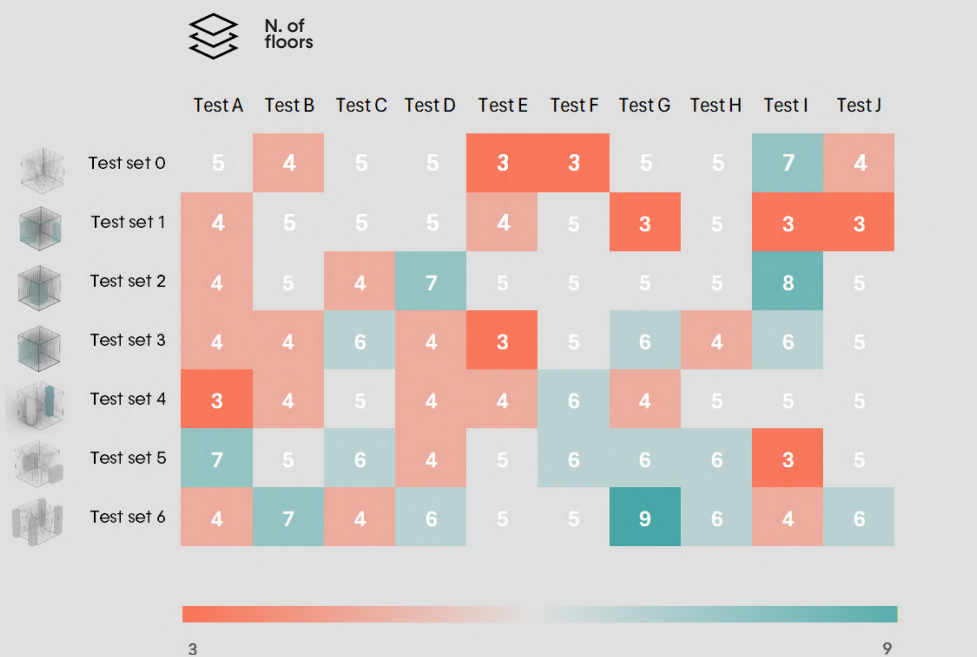 N. of
floors
Test A Test B Test C Test D Test E Test F Test G Test H Test I Test J
Test set 0 5 4 5 5 3 3 5 5 7 4
Test set 1 4 5 5 5 4 5 3 5 3 3
Test set 2 4 5 4 7 5 5 5 5 8 5
Test set 3 4 4 6 4 3 5 6 4 6 5
Test set 4 3 4 5 4 4 6 4 5 5 5
Test set 5 7 5 6 4 5 6 6 6 3 5
Test set 6 4 7 4 6 5 5 9 6 4 6
3 9